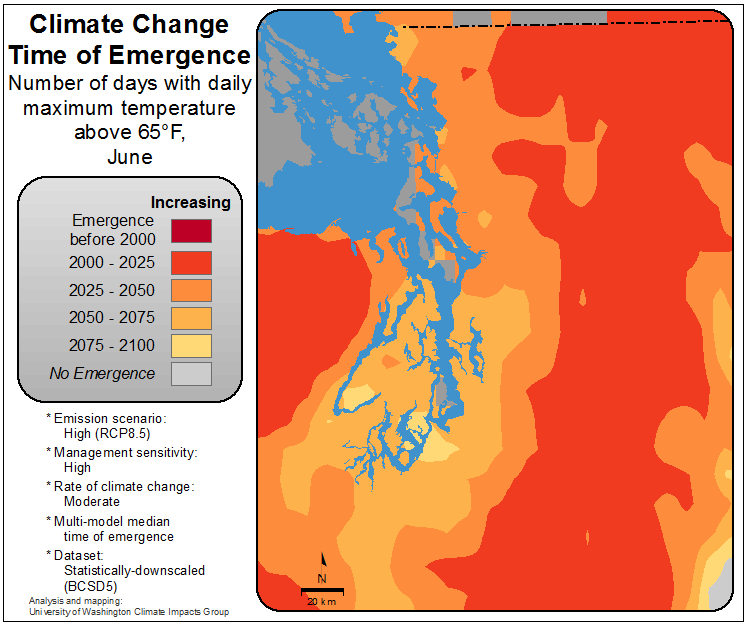 Climate Change
Time of Emergence
Number of days with daily
maximum temperature
above 65°F,
June
Increasing
Emergence
before 2000
2000 - 2025
2025 - 2050
2050 - 2075
2075 - 2100
No Emergence
* Emission scenario:
High (RCP8.5)
* Management sensitivity:
High
* Rate of climate change:
Moderate
* Multi-model median
time of emergence
* Dataset:
Statistically-downscaled
(BCSD5)
Analysis and mapping:
University of Washington Climate Impacts Group
N
20 km